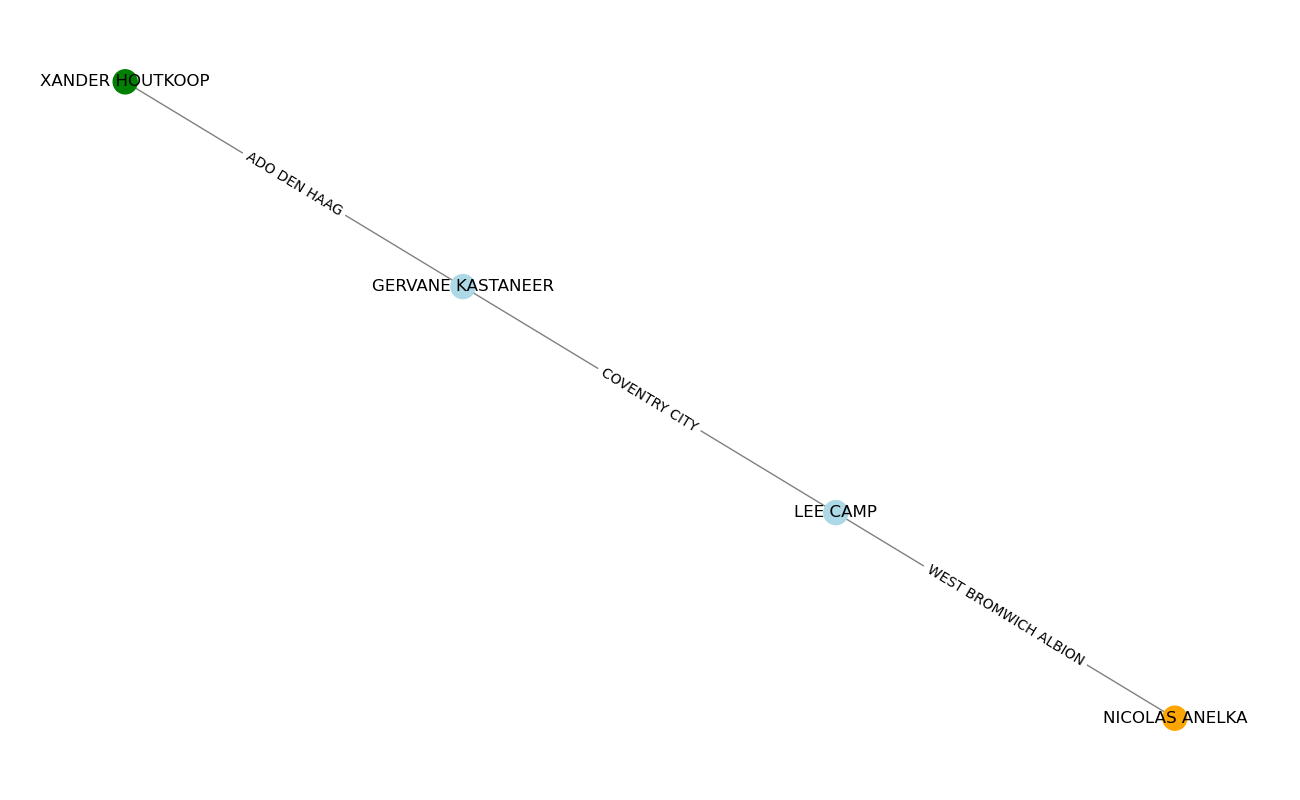 XANDER HOUTKOOP
ADO DEN HAAG
GERVANE KASTANEER
COVENTRY CITY
LEE CAMP
WEST BROMWICH ALBION
NICOLAS ANELKA